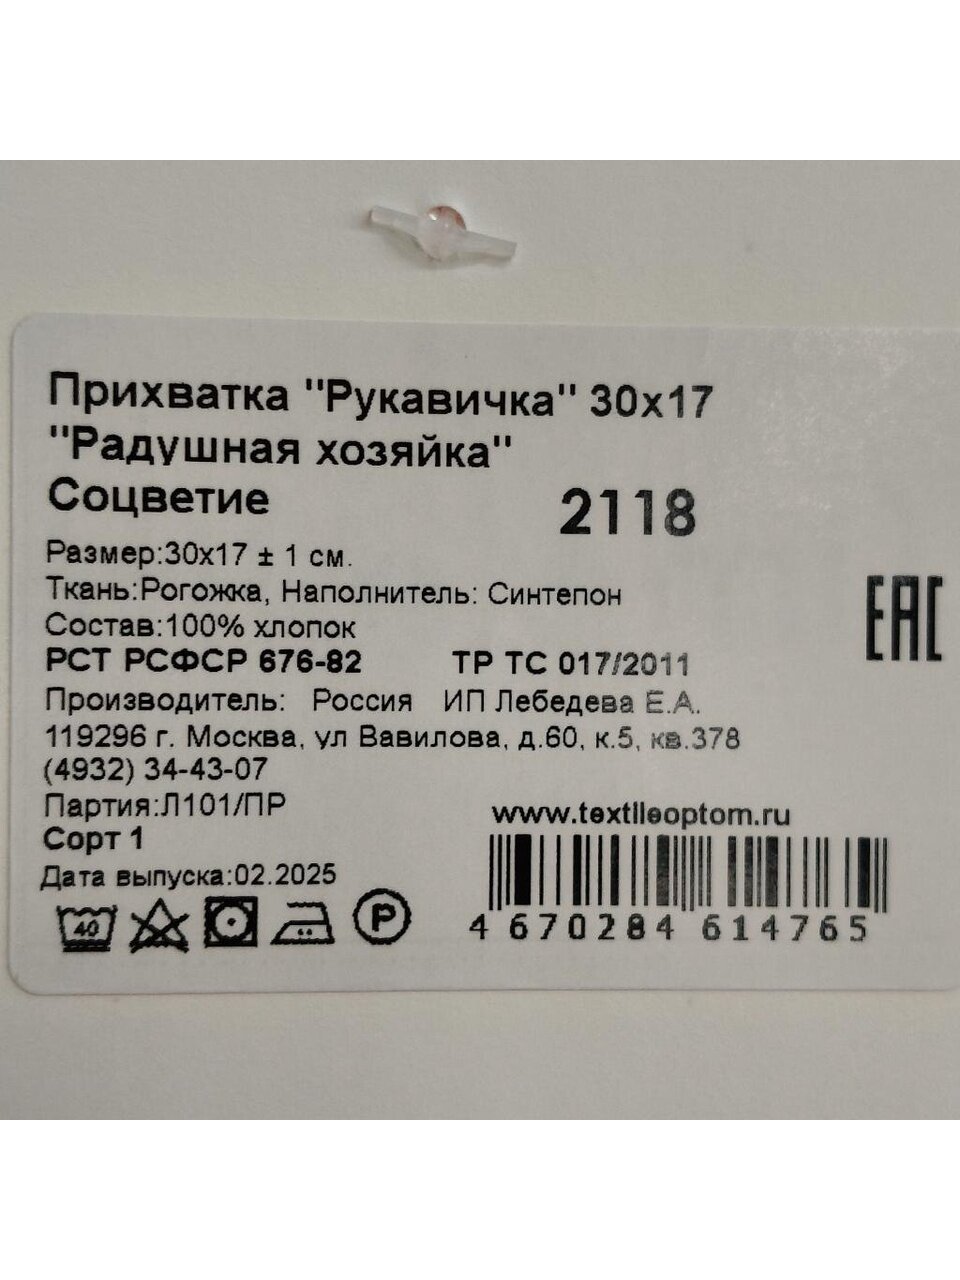 Прихватка "Рукавичка" 30х17
"Радушная хозяйка"
Соцветие
2118
Размер:30х17 ± 1 см.
Ткань:Рогожка, Наполнитель: Синтепон
Состав:100% хлопок
РСТ РСФСР 676-82 ТР ТС 017/2011
EAC
Производитель: Россия ИП Лебедева Е.А.
119296 г. Москва, ул Вавилова, д.60, к.5, кв.378
(4932) 34-43-07
Партия:Л101/ПР
www.textileoptom.ru
Сорт 1
Дата выпуска:02.2025
40
P
4 670284 614765